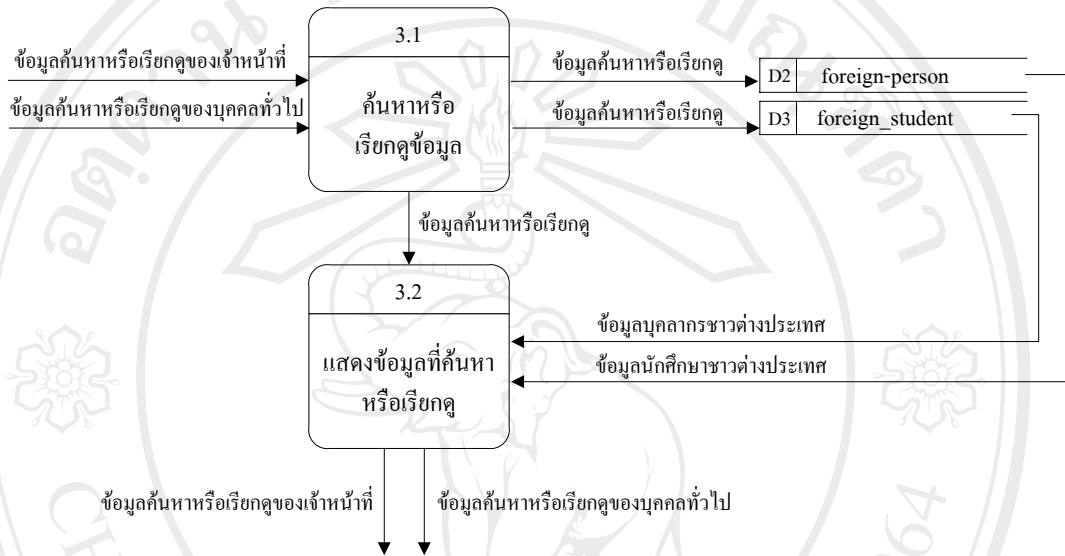 3.1
ข้อมูลค้นหาหรือเรียกดูของเจ้าหน้าที่
ข้อมูลค้นหาหรือเรียกดู
D2 foreign-person
ข้อมูลค้นหาหรือเรียกดูของบุคคลทั่วไป
ค้นหาหรือ
เรียกดูข้อมูล
ข้อมูลค้นหาหรือเรียกดู
D3 foreign_student
ข้อมูลค้นหาหรือเรียกดู
3.2
แสดงข้อมูลที่ค้นหา
หรือเรียกดู
ข้อมูลบุคลากรชาวต่างประเทศ
ข้อมูลนักศึกษาชาวต่างประเทศ
ข้อมูลค้นหาหรือเรียกดูของเจ้าหน้าที่
ข้อมูลค้นหาหรือเรียกดูของบุคคลทั่วไป